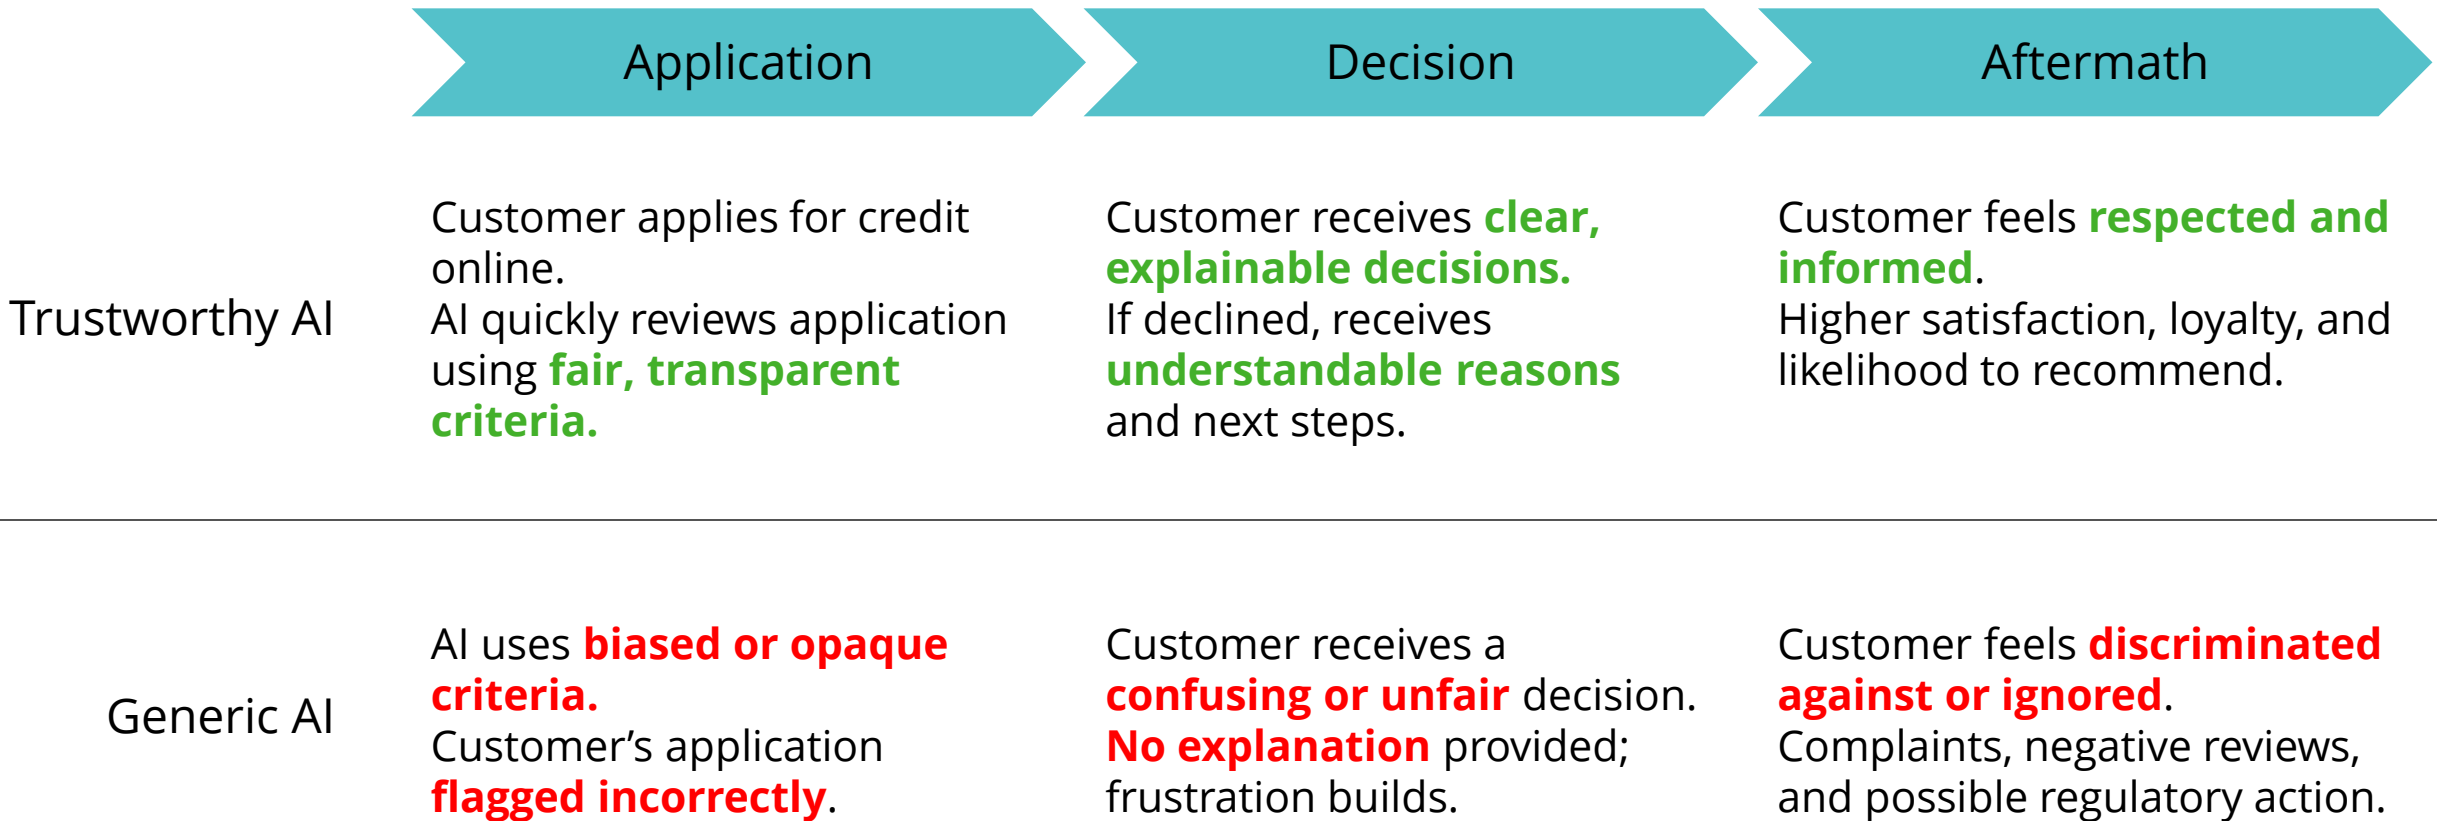 Application
Decision
Aftermath
Trustworthy AI
Customer applies for credit
online.
AI quickly reviews application
using fair, transparent
criteria.
Customer receives clear,
explainable decisions.
If declined, receives
understandable reasons
and next steps.
Customer feels respected and
informed.
Higher satisfaction, loyalty, and
likelihood to recommend.
Generic AI
AI uses biased or opaque
criteria.
Customer’s application
flagged incorrectly.
Customer receives a
confusing or unfair decision.
No explanation provided;
frustration builds.
Customer feels discriminated
against or ignored.
Complaints, negative reviews,
and possible regulatory action.